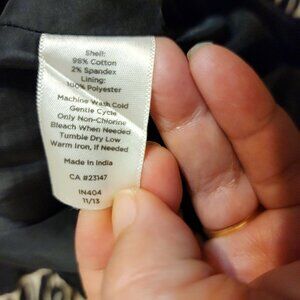 Shell:
98% Cotton
2% Spandex
Lining:
100% Polyester
Machine Wash Cold
Gentle Cycle
Only Non-Chlorine
Bleach When Needed
Tumble Dry Low
Warm Iron, If Needed
Made In India
CA #23147
IN404
11/13